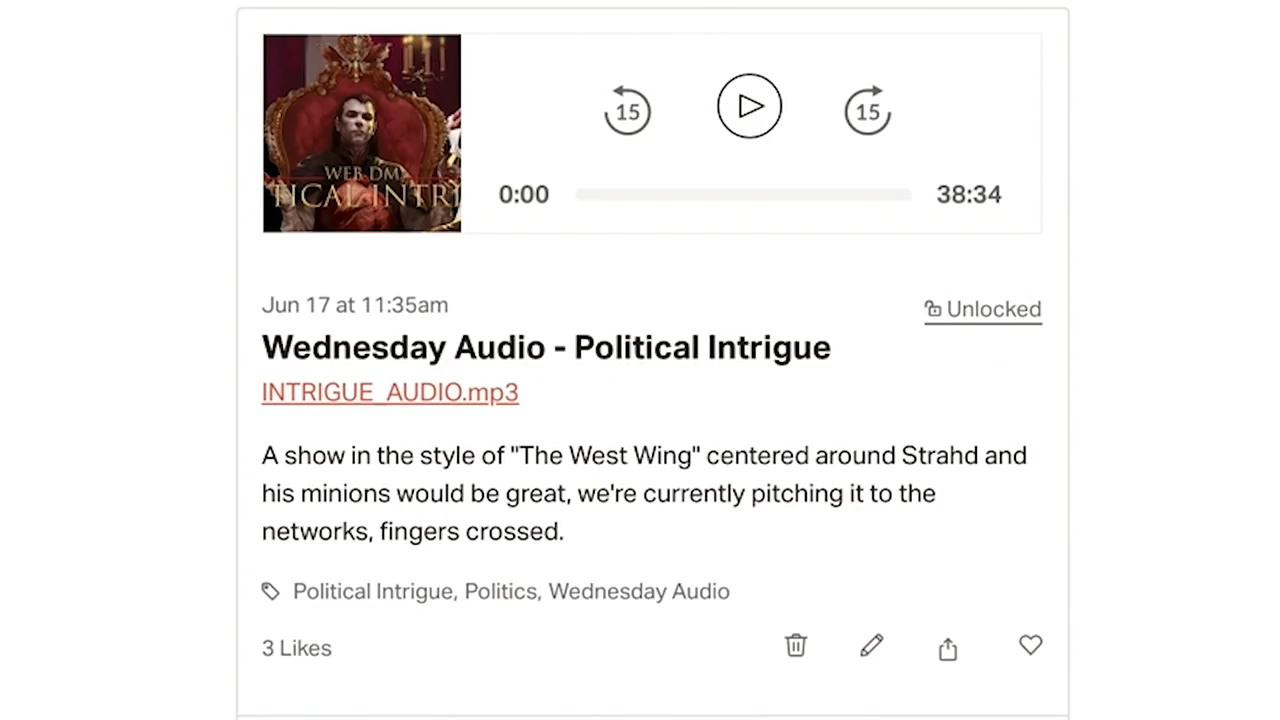 WEB DM
TICAL INTRI
15
15
0:00
38:34
Jun 17 at 11:35am
Unlocked
Wednesday Audio - Political Intrigue
INTRIGUE_AUDIO.mp3
A show in the style of "The West Wing" centered around Strahd and
his minions would be great, we're currently pitching it to the
networks, fingers crossed.
Political Intrigue, Politics, Wednesday Audio
3 Likes